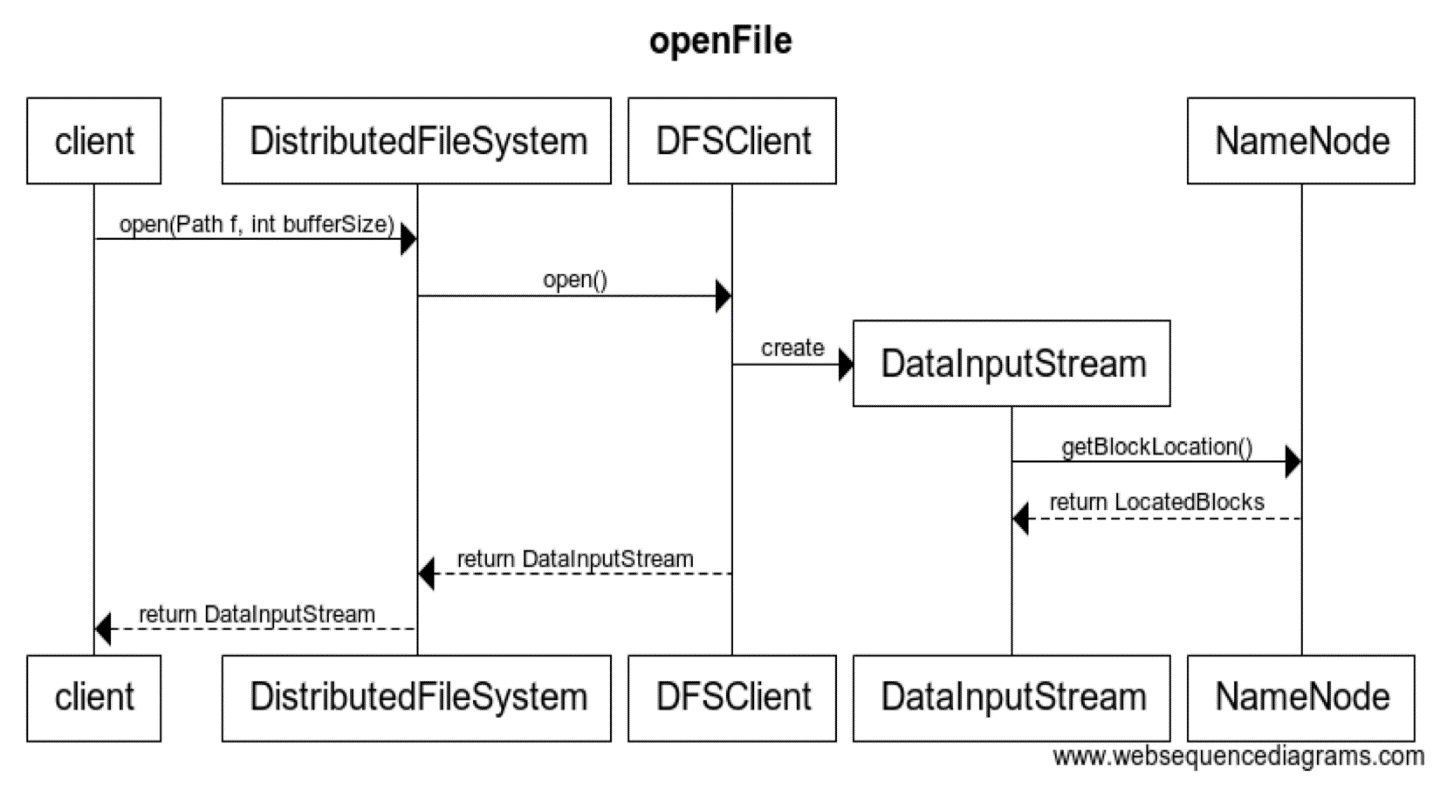 openFile
client
DistributedFileSystem
DFSClient
NameNode
open(Path f, int bufferSize)
open()
create
DataInputStream
getBlockLocation()
return LocatedBlocks
return DataInputStream
return DataInputStream
client
DistributedFileSystem
DFSClient
DataInputStream
NameNode
www.websequencediagrams.com